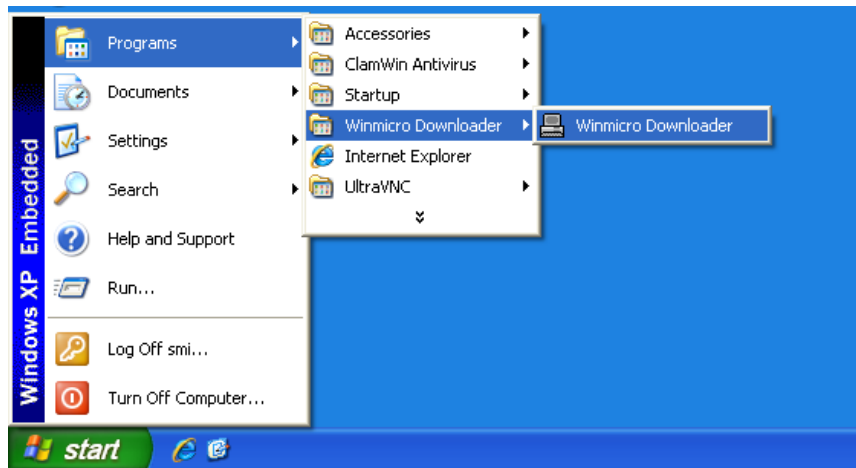 Windows XP Embedded
Programs
Documents
Settings
Search
Help and Support
Run...
Log Off smi...
Turn Off Computer...
Accessories
ClamWin Antivirus
Startup
Winmicro Downloader
Internet Explorer
UltraVNC
Winmicro Downloader
start